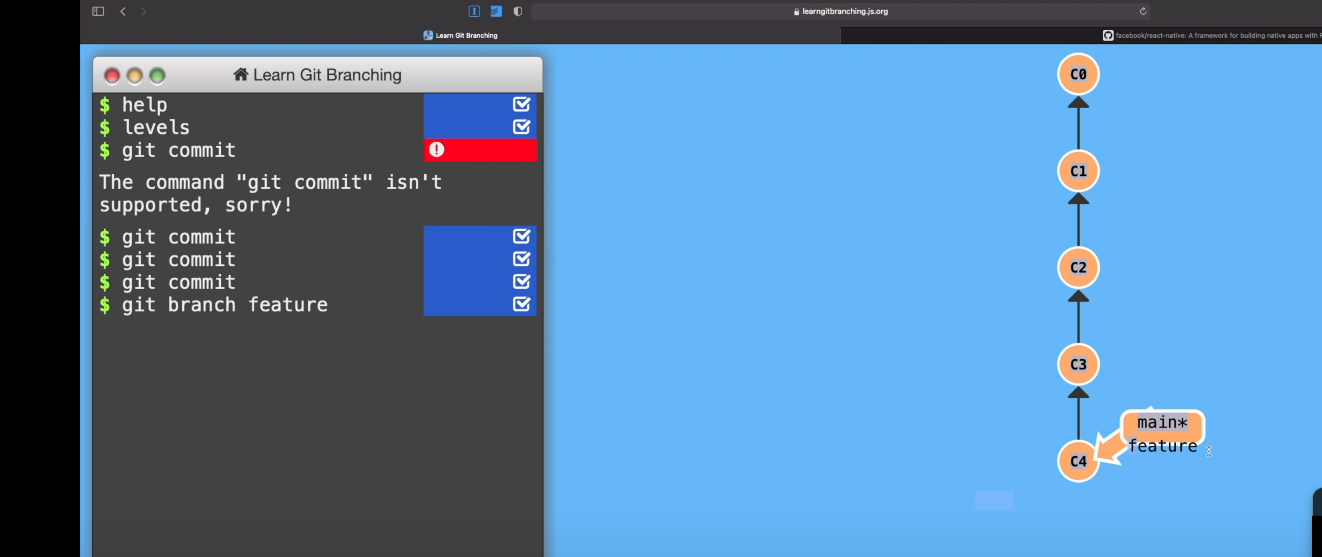 learngitbranching.js.org
Learn Git Branching
facebook/react-native: A framework for building native apps with
Learn Git Branching
$ help
$ levels
$ git commit
The command "git commit" isn't
supported, sorry!
$ git commit
$ git commit
$ git commit
$ git branch feature
C0
C1
C2
C3
main*
feature
C4